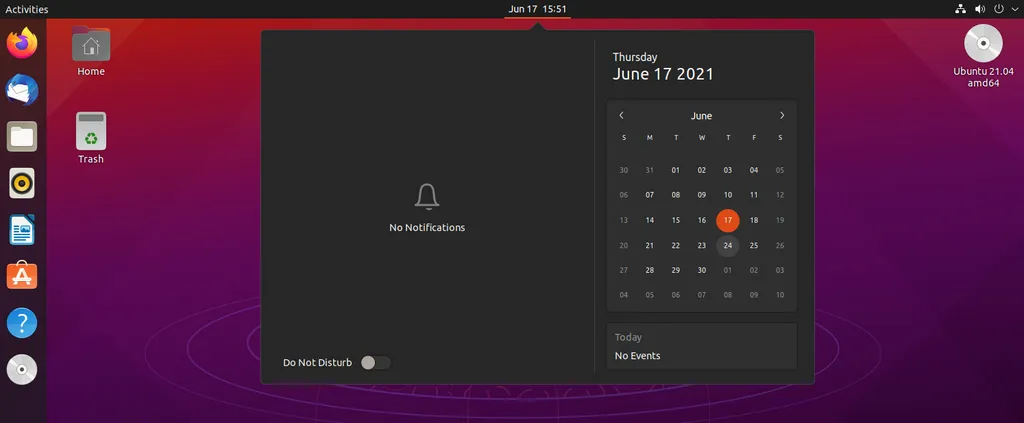 Activities
Jun 17 15:51
Home
Trash
Ubuntu 21.04
amd64
No Notifications
Do Not Disturb
Thursday
June 17 2021
June
S M T W T F S
30 31 01 02 03 04 05
06 07 08 09 10 11 12
13 14 15 16 17 18 19
20 21 22 23 24 25 26
27 28 29 30 01 02 03
04 05 06 07 08 09 10
Today
No Events